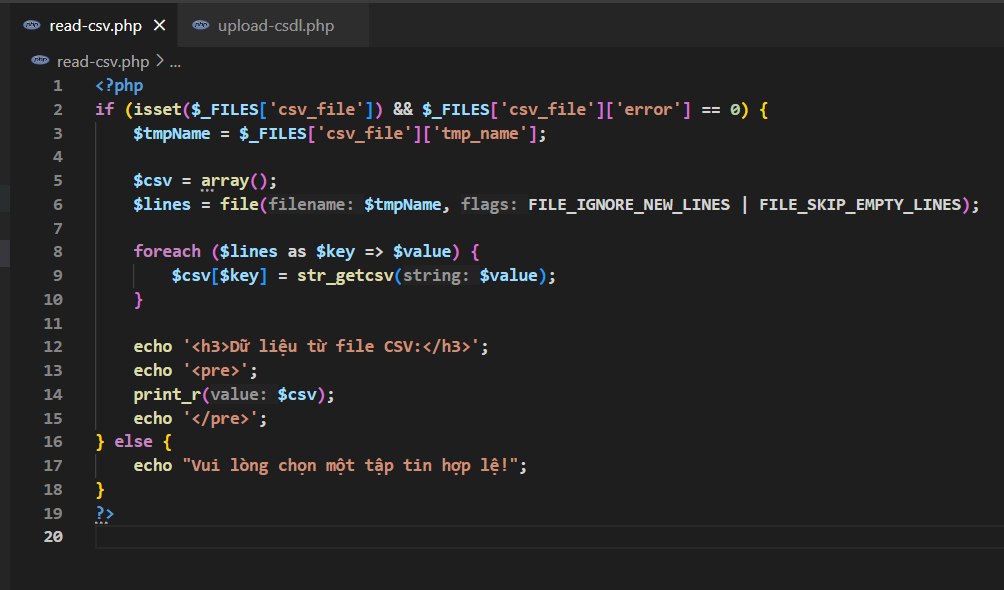 read-csv.php × upload-csdl.php
read-csv.php > ...
1 <?php
2 if (isset($_FILES['csv_file']) && $_FILES['csv_file']['error'] == 0) {
3 $tmpName = $_FILES['csv_file']['tmp_name'];
4
5 $csv = array();
6 $lines = file(filename: $tmpName, flags: FILE_IGNORE_NEW_LINES | FILE_SKIP_EMPTY_LINES);
7
8 foreach ($lines as $key => $value) {
9 $csv[$key] = str_getcsv(string: $value);
10 }
11
12 echo '<h3>Dữ liệu từ file CSV:</h3>';
13 echo '<pre>';
14 print_r(value: $csv);
15 echo '</pre>';
16 } else {
17 echo "Vui lòng chọn một tập tin hợp lệ!";
18 }
19 ?>
20